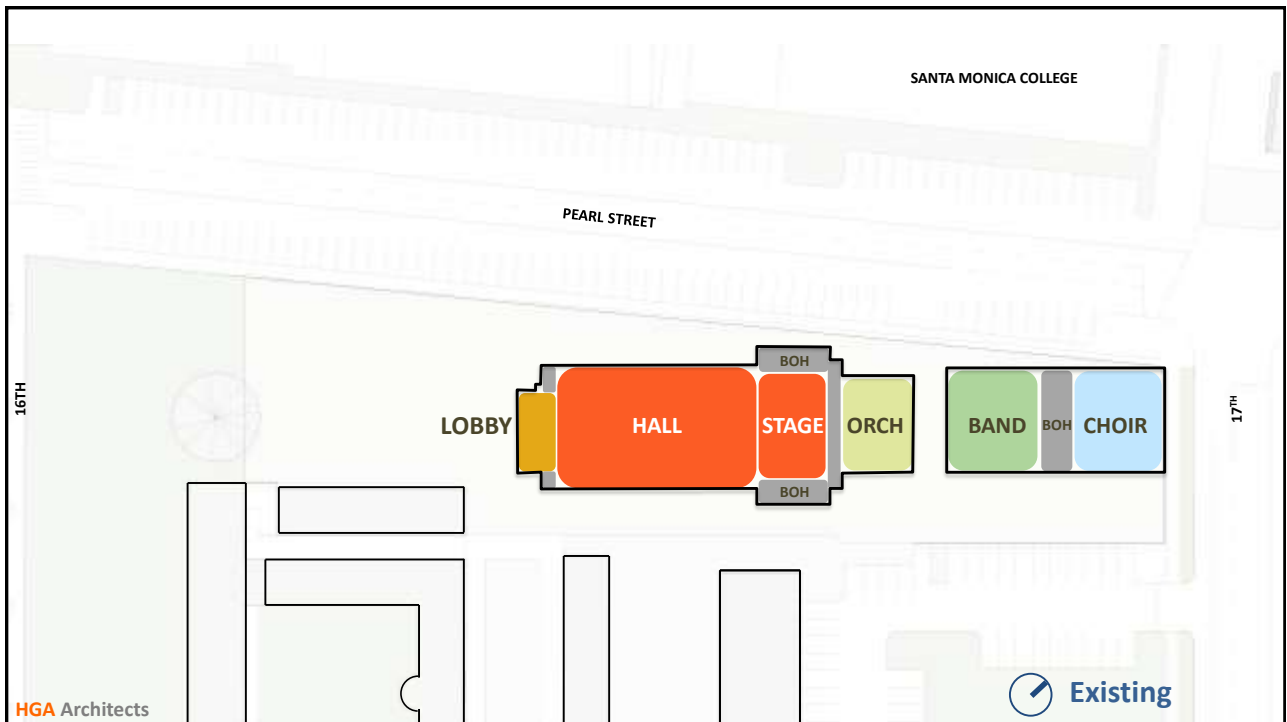 SANTA MONICA COLLEGE
PEARL STREET
16TH
17TH
BOH
LOBBY
HALL
STAGE
ORCH
BAND
BOH
CHOIR
BOH
HGA Architects
Existing